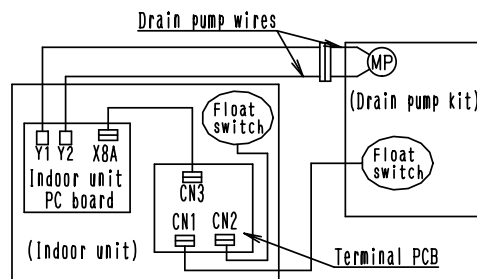 Drain pump wires
MP
(Drain pump kit)
Float
switch
Float
switch
Y1 Y2 X8A
Indoor unit
PC board
CN3
CN1 CN2
(Indoor unit)
Terminal PCB